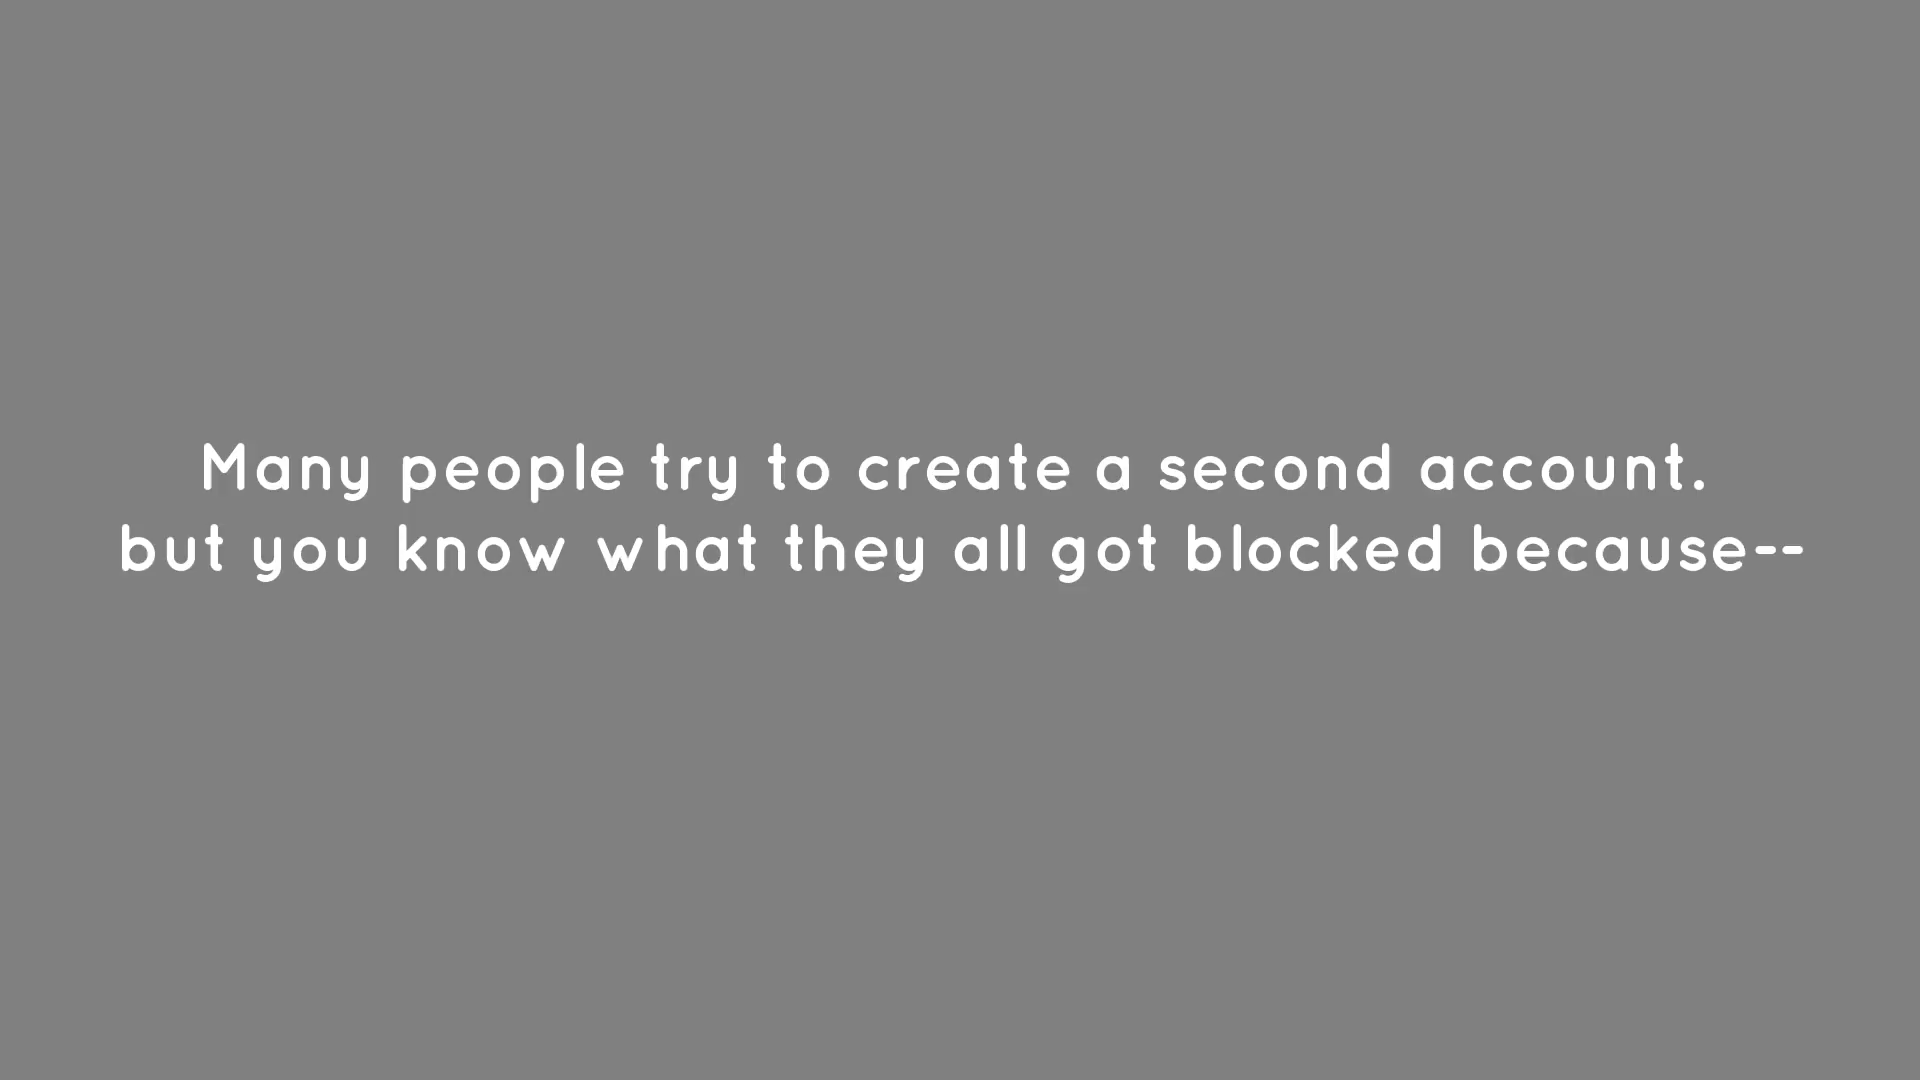 Many people try to create a second account.
but you know what they all got blocked because--